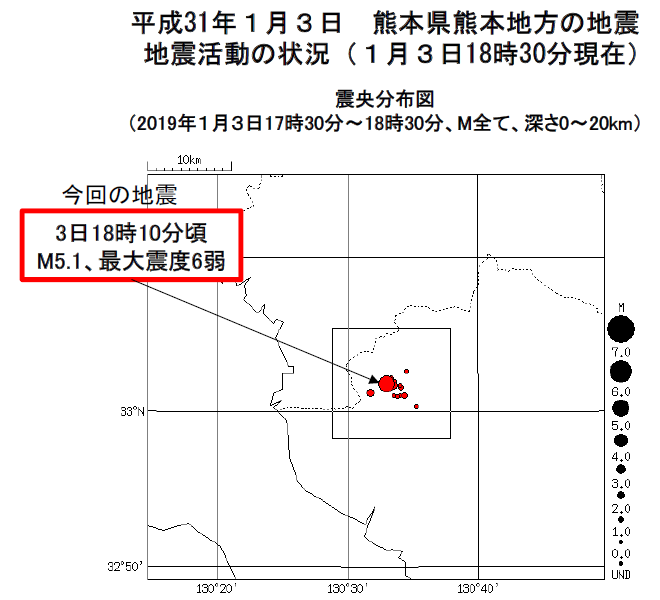 平成31年１月３日　熊本県熊本地方の地震
地震活動の状況（１月３日18時30分現在）
震央分布図
（2019年１月３日17時30分～18時30分、M全て、深さ0～20km）
10km
今回の地震
3日18時10分頃
M5.1、最大震度6弱
M
7.0
6.0
5.0
4.0
3.0
2.0
1.0
0.0
UND
33°N
32°50'
130°20'
130°30'
130°40'